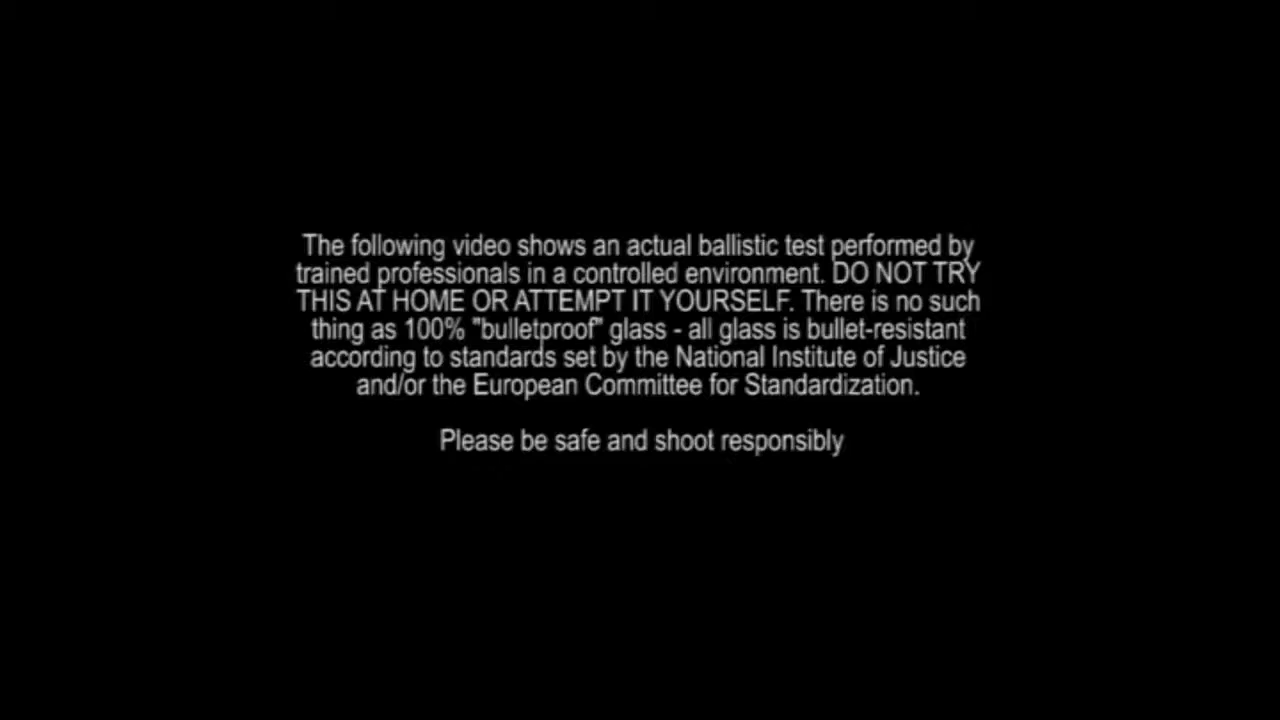 The following video shows an actual ballistic test performed by
trained professionals in a controlled environment. DO NOT TRY
THIS AT HOME OR ATTEMPT IT YOURSELF. There is no such
thing as 100% "bulletproof" glass - all glass is bullet-resistant
according to standards set by the National Institute of Justice
and/or the European Committee for Standardization.
Please be safe and shoot responsibly